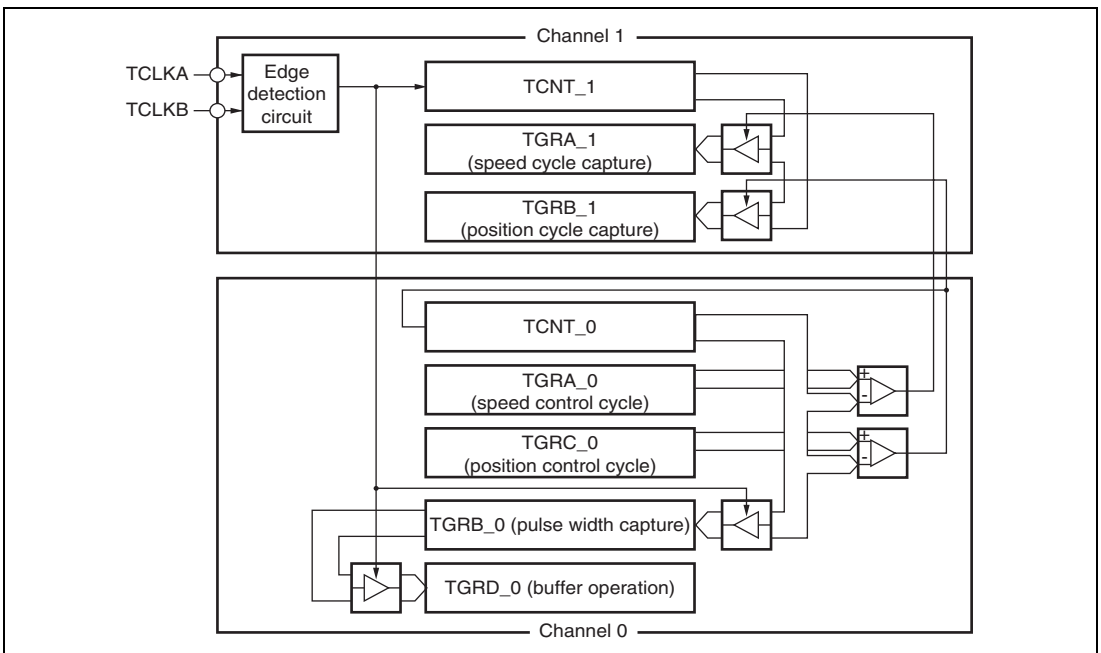 Channel 1
TCLKA
TCLKB
Edge
detection
circuit
TCNT_1
TGRA_1
(speed cycle capture)
TGRB_1
(position cycle capture)
TCNT_0
TGRA_0
(speed control cycle)
TGRC_0
(position control cycle)
+
-
+
-
TGRB_0 (pulse width capture)
TGRD_0 (buffer operation)
Channel 0